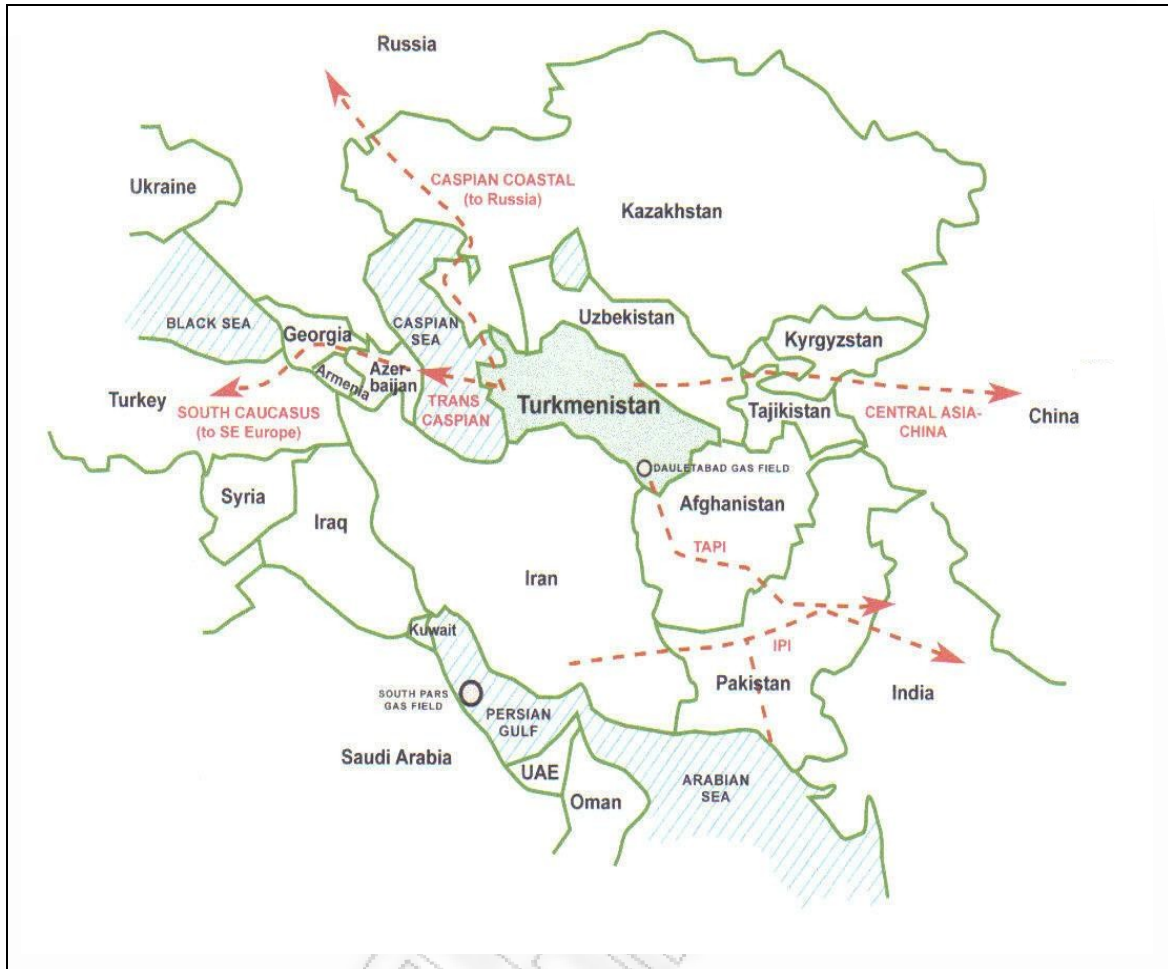 Russia
Ukraine
CASPIAN COASTAL
(to Russia)
Kazakhstan
BLACK SEA
Georgia
CASPIAN
SEA
Uzbekistan
Kyrgyzstan
Armenia
Azer-
baijan
Turkey
SOUTH CAUCASUS
(to SE Europe)
TRANS
CASPIAN
Turkmenistan
Tajikistan
CENTRAL ASIA-
CHINA
China
DAULETABAD GAS FIELD
Syria
Iraq
Afghanistan
TAPI
Iran
Kuwait
IPI
Pakistan
India
SOUTH PARS
GAS FIELD
PERSIAN
GULF
Saudi Arabia
UAE
Oman
ARABIAN
SEA